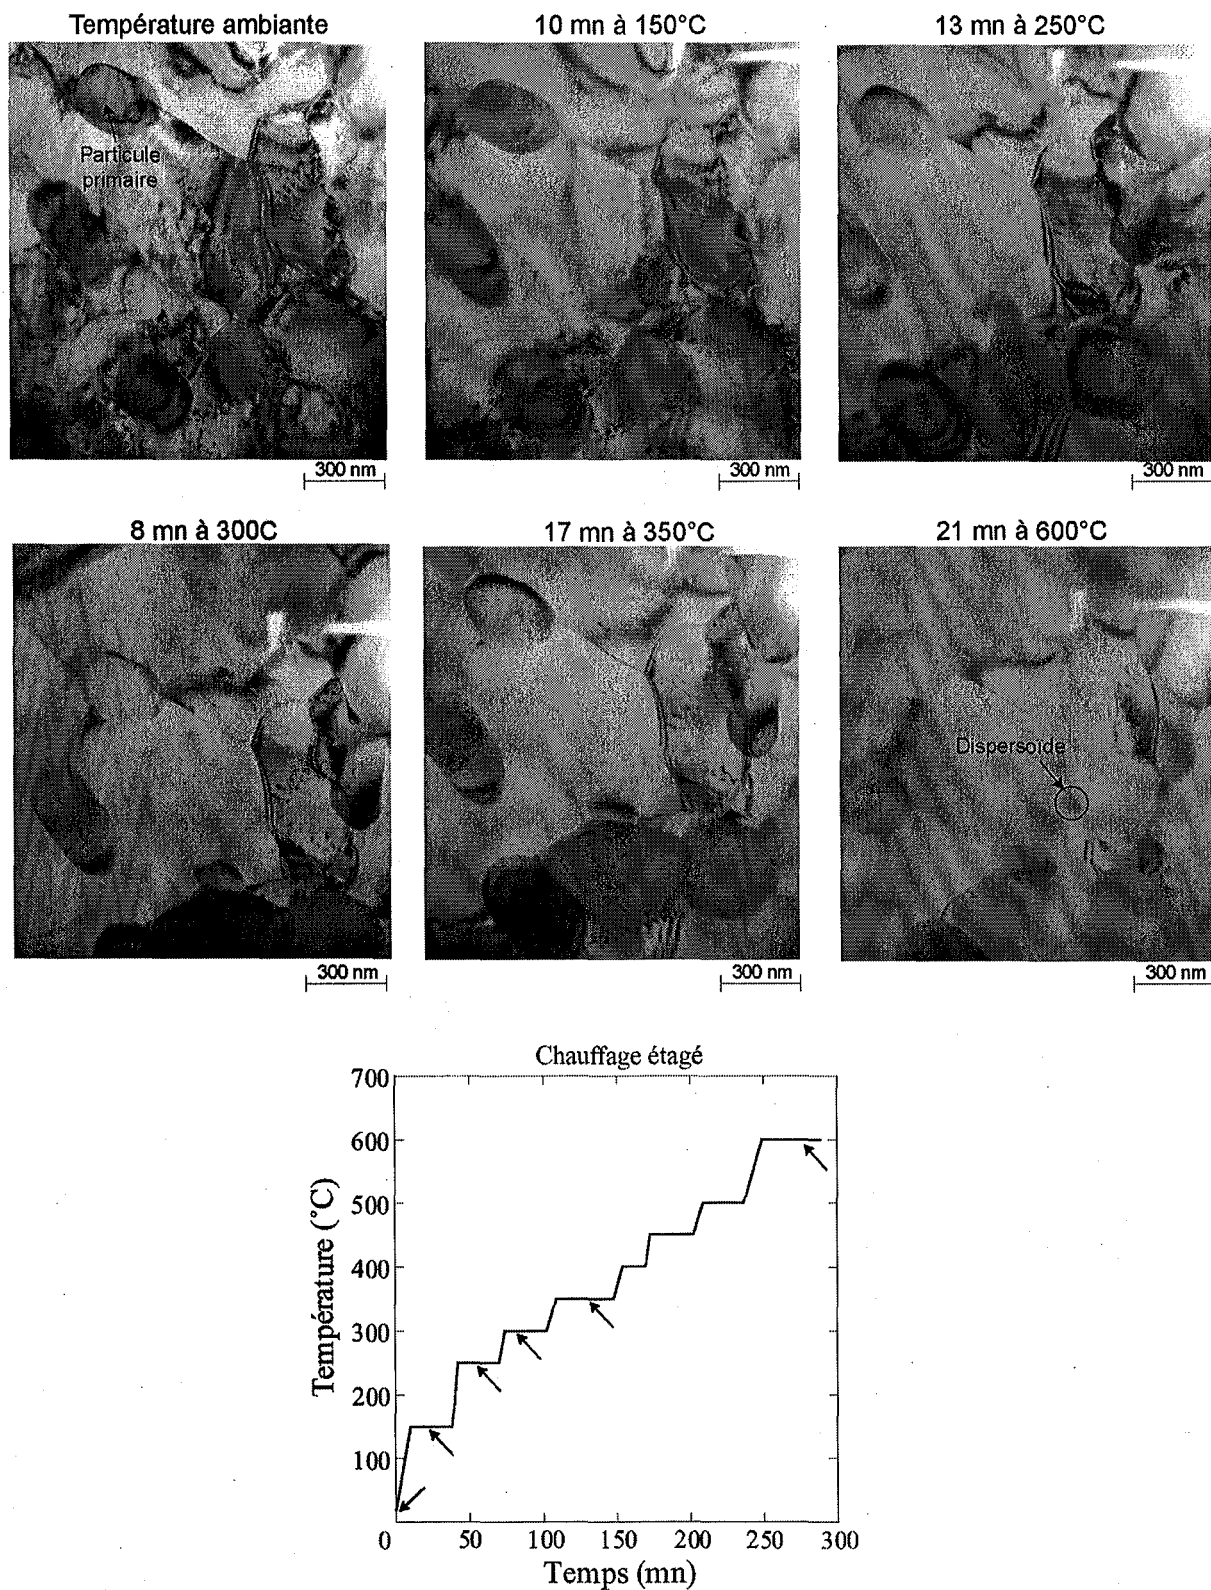 Température ambiante
10 mn à 150°C
13 mn à 250°C
Particule
primaire
300 nm
300 nm
300 nm
8 mn à 300C
17 mn à 350°C
21 mn à 600°C
Dispersoïde
300 nm
300 nm
300 nm
Chauffage étagé
700
600
500
400
300
200
100
0
50
100
150
200
250
300
Température (°C)
Temps (mn)